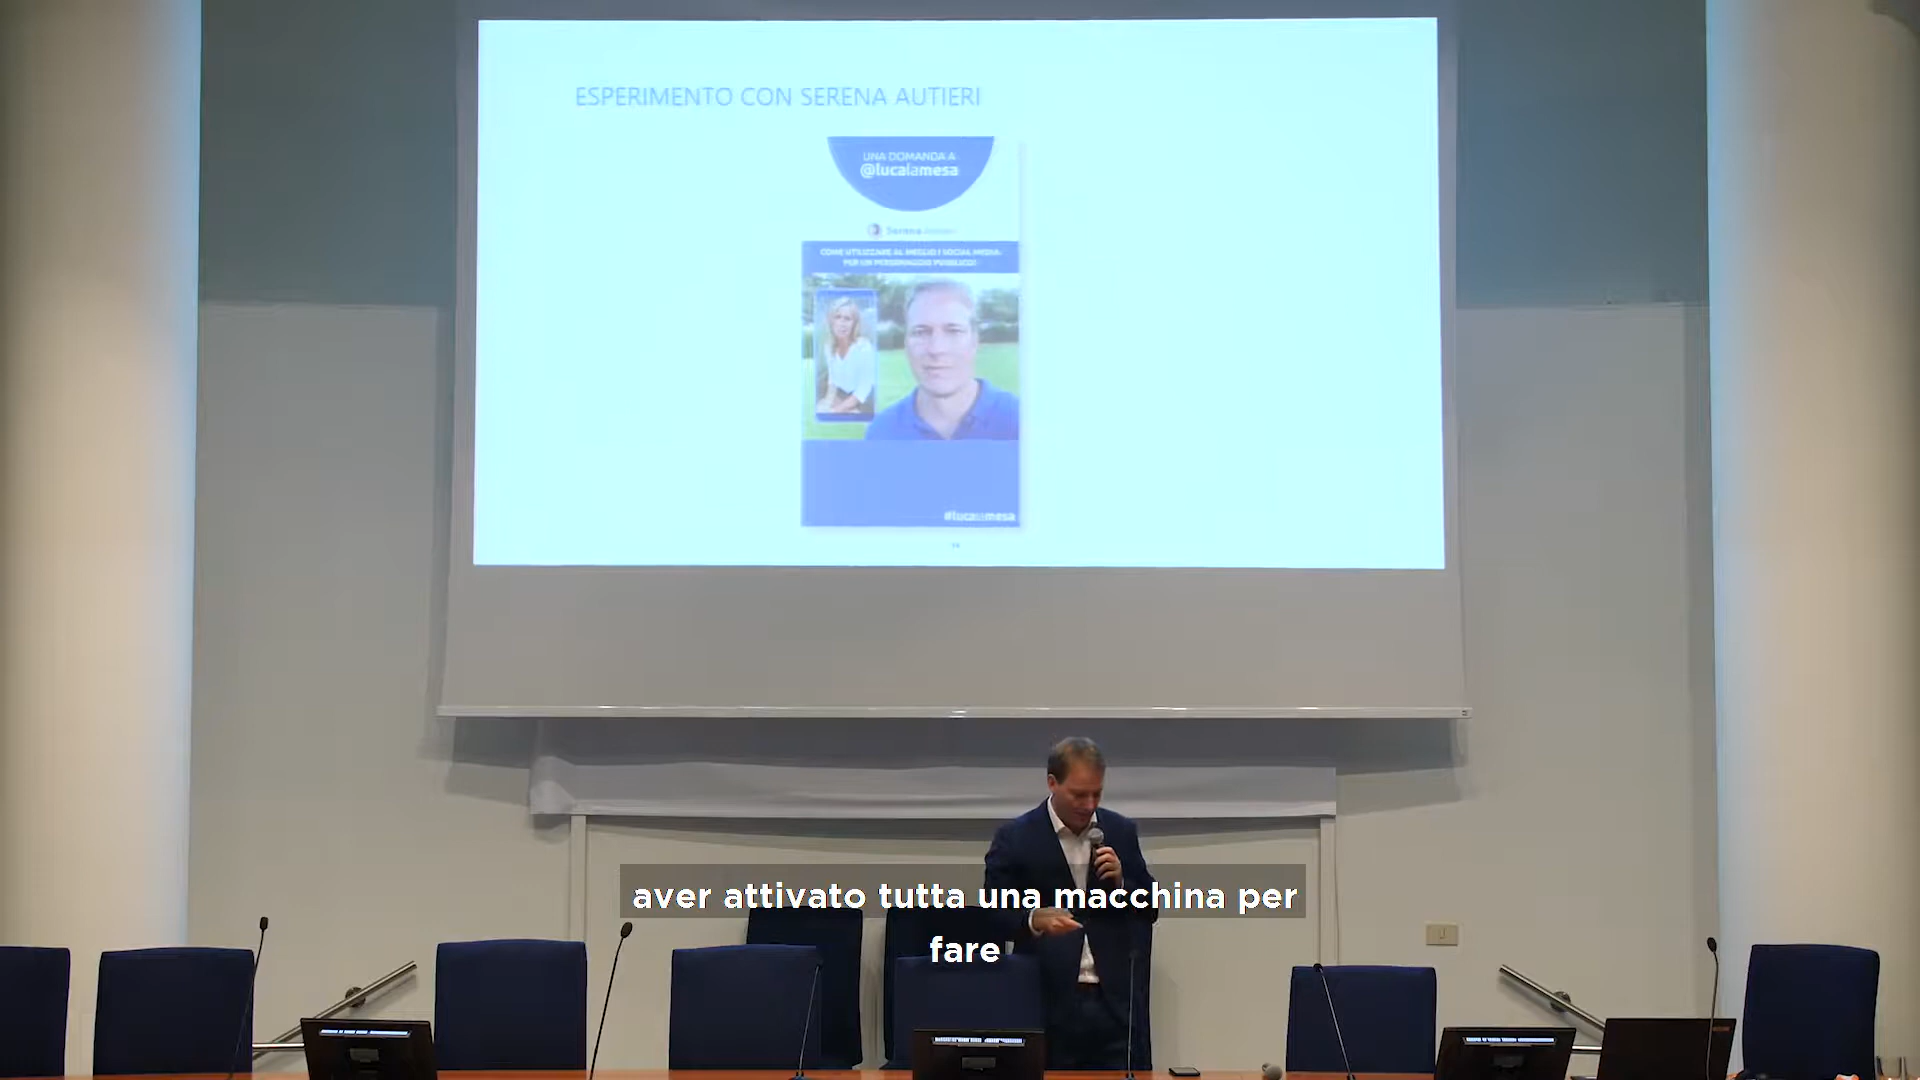 ESPERIMENTO CON SERENA AUTIERI
UNA DOMANDA A
@lucalamesa
Serena
COME UTILIZZARE AL MEGLIO I SOCIAL MEDIA
PER UN PERSONAGGIO PUBBLICO?
#lucalamesa
aver attivato tutta una macchina per
fare